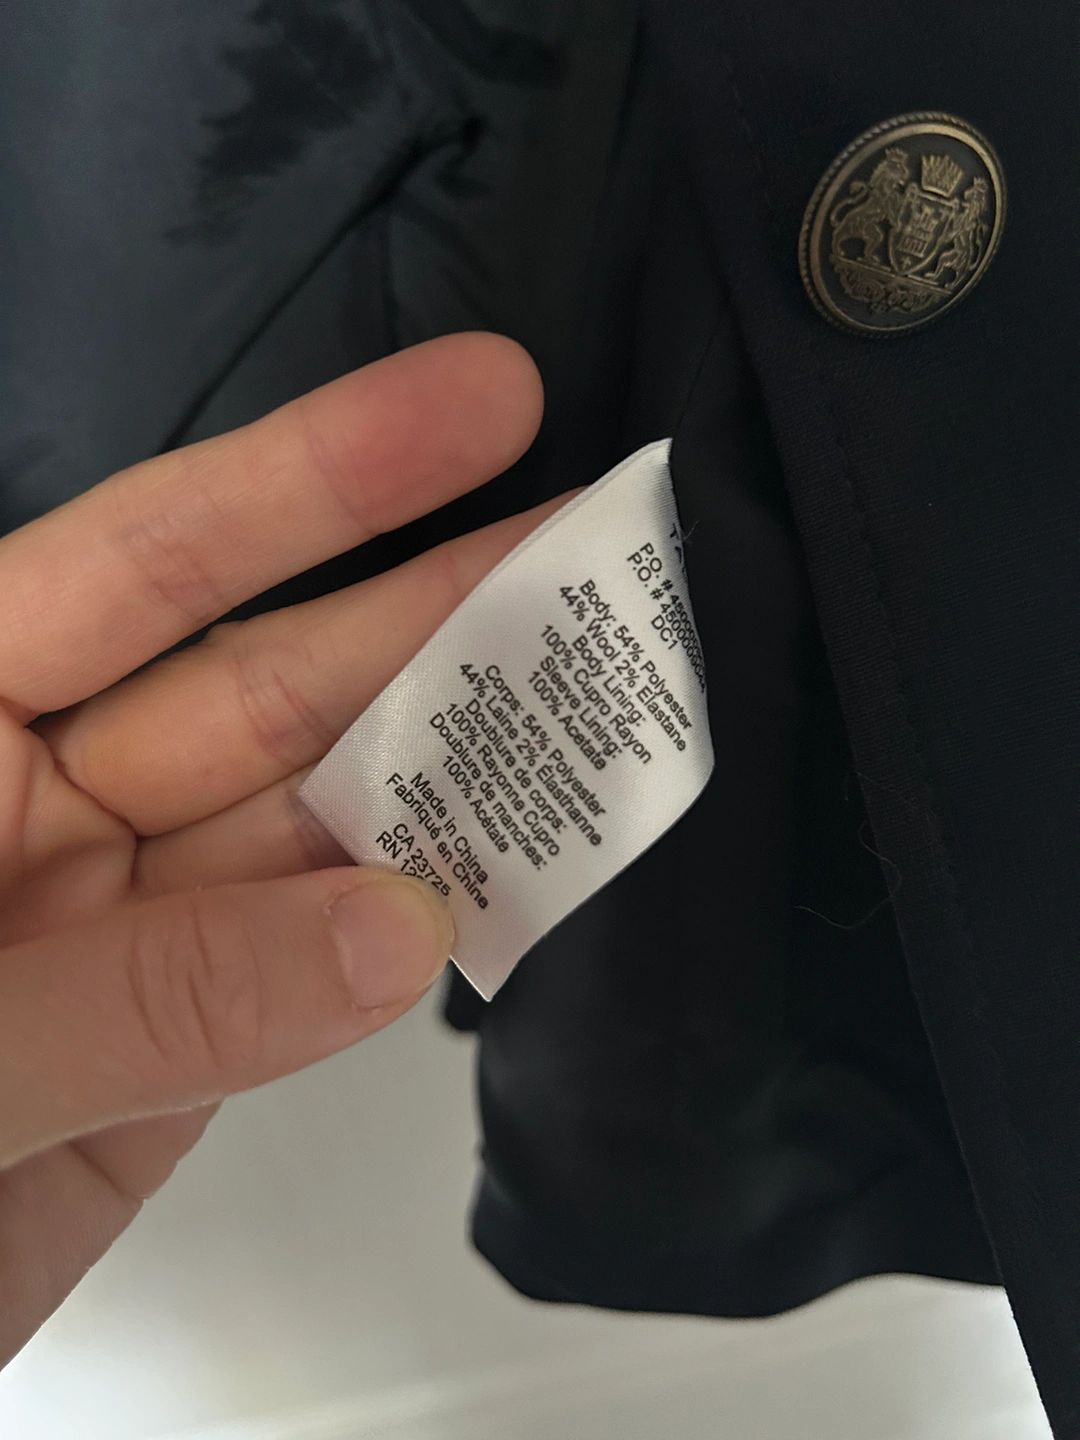 P.O. #
P.O. #
DC1
Body: 54% Polyester
44% Wool 2% Elastane
Body Lining:
100% Cupro Rayon
Sleeve Lining:
100% Acetate
Corps: 54% Polyester
44% Laine 2% Élasthanne
Doublure de corps:
100% Rayonne Cupro
Doublure de manches:
100% Acétate
Made in China
Fabriqué en Chine
CA 23725
RN